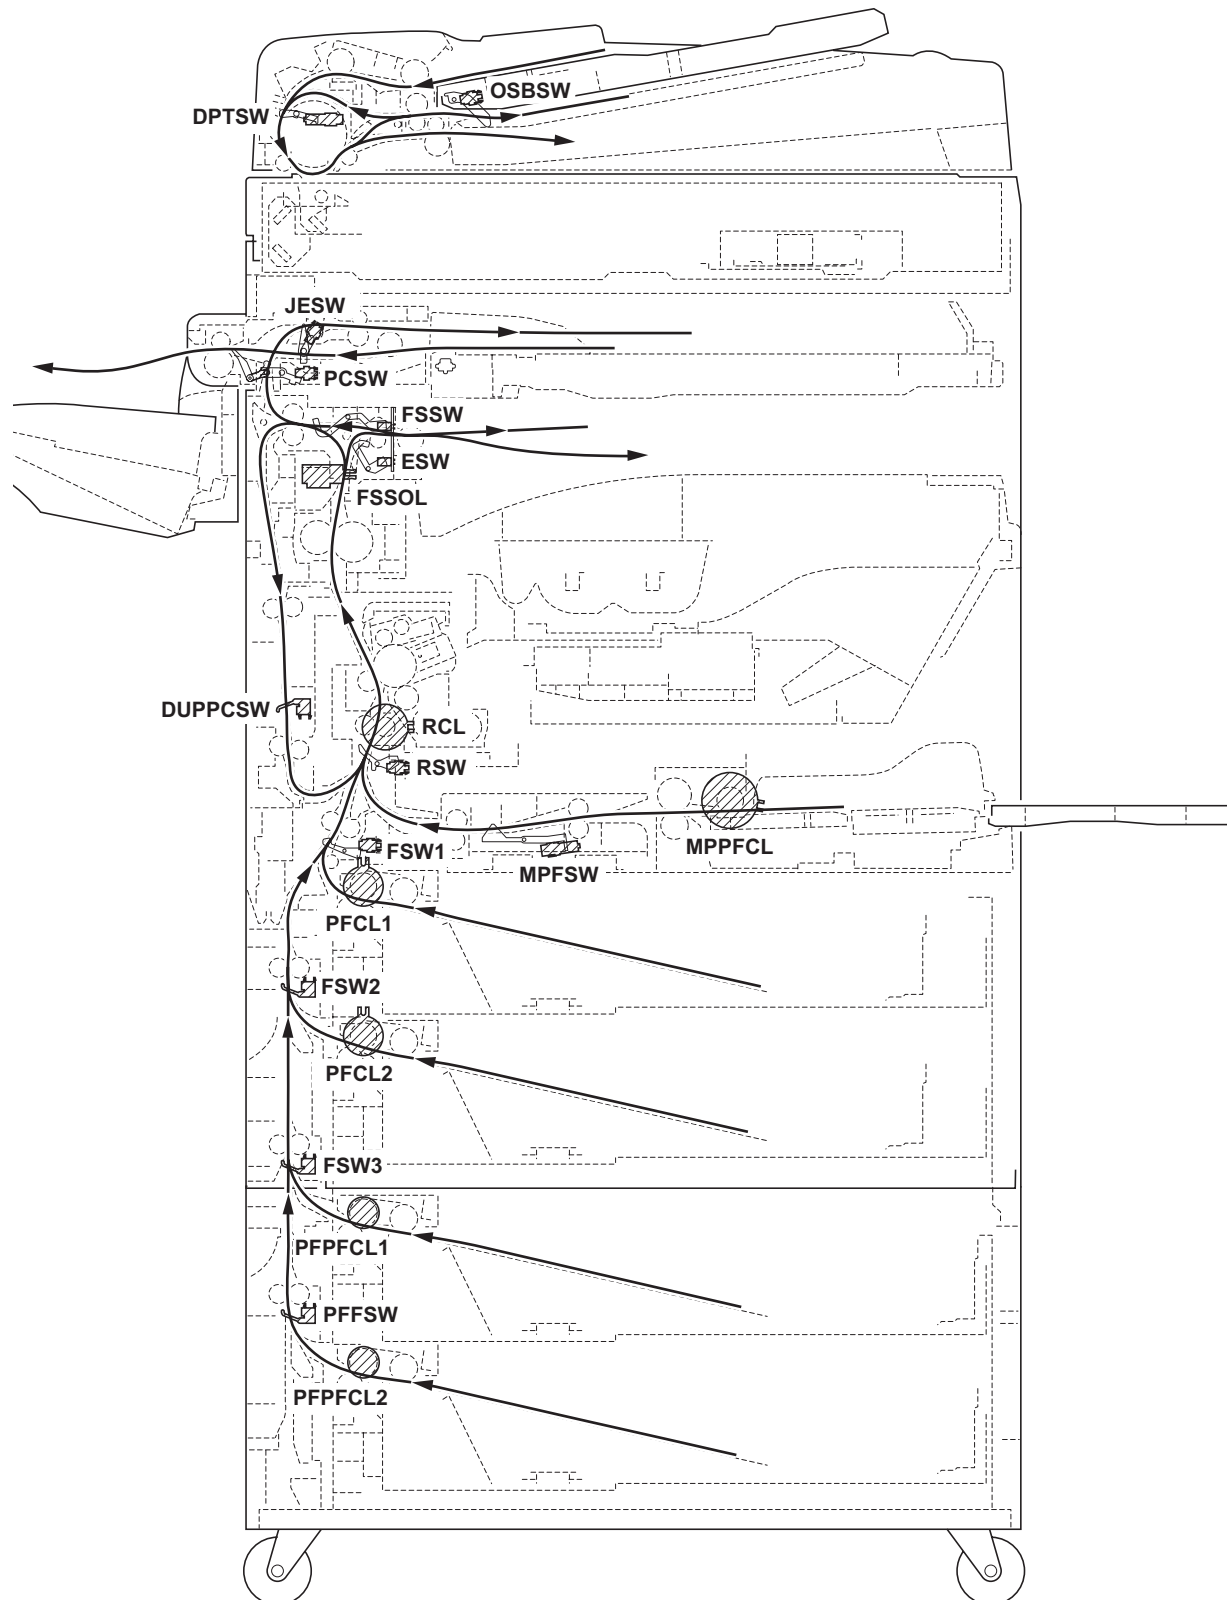 OSBSW
DPTSW
JESW
PCSW
FSSW
ESW
FSSOL
DUPPCSW
RCL
RSW
MPPFCL
FSW1
MPFSW
PFCL1
FSW2
PFCL2
FSW3
PFPFCL1
PFFSW
PFPFCL2